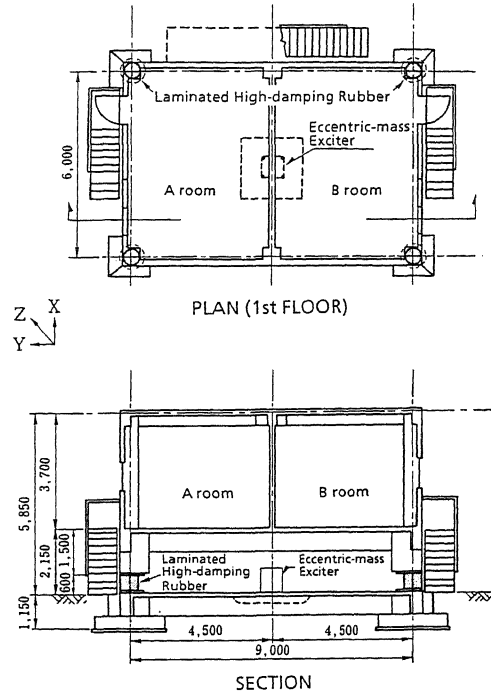 Laminated High-damping Rubber
Eccentric-mass
Exciter
6,000
A room
B room
PLAN (1st FLOOR)
Z
X
Y
5,850
3,700
A room
B room
2,150
1,500
600
Laminated
High-damping
Rubber
Eccentric-mass
Exciter
1,150
4,500
4,500
9,000
SECTION